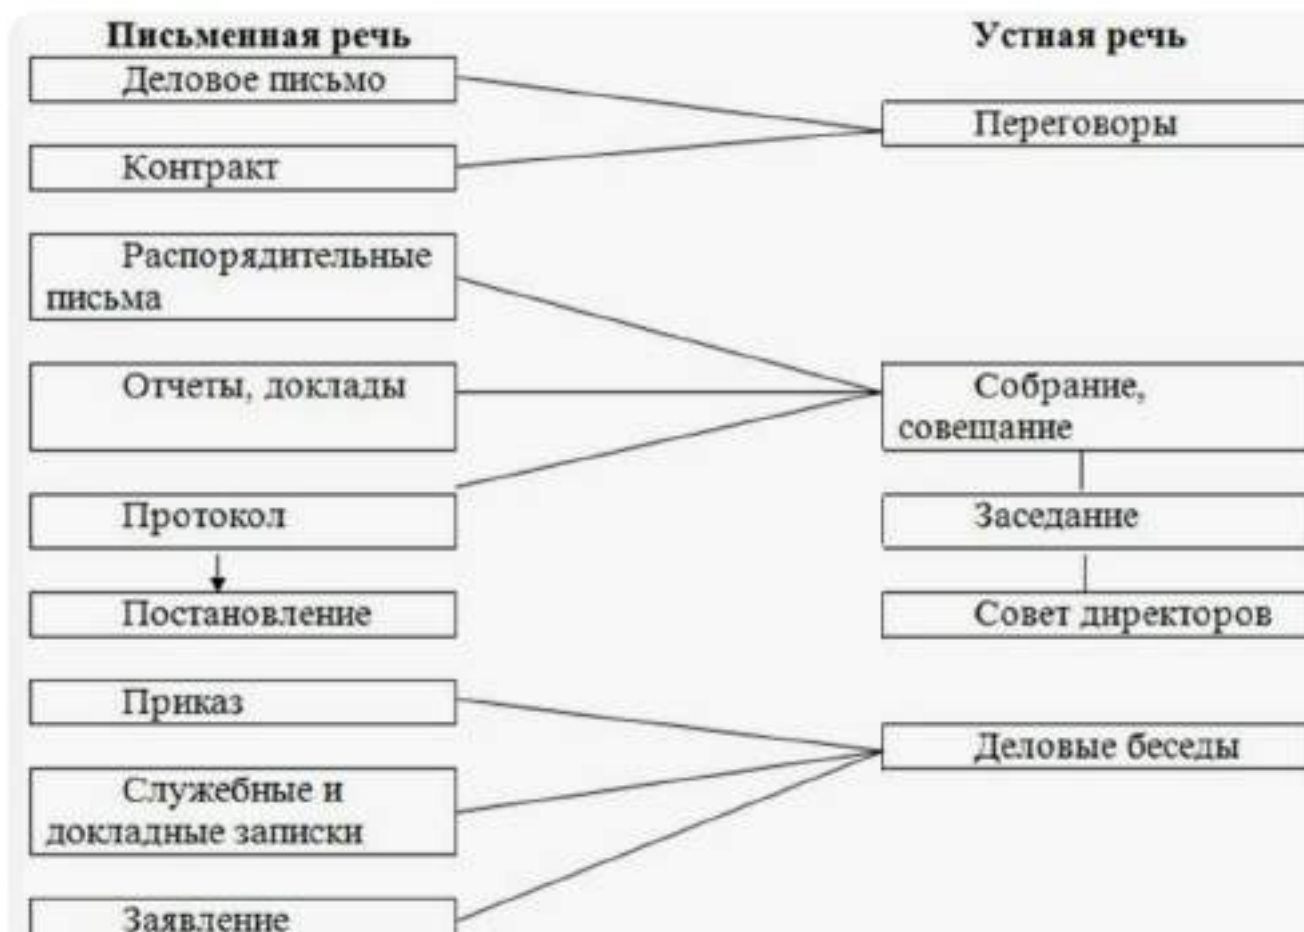 Письменная речь
Устная речь
Деловое письмо
Переговоры
Контракт
Распорядительные
письма
Отчеты, доклады
Собрание,
совещание
Протокол
Заседание
Постановление
Совет директоров
Приказ
Деловые беседы
Служебные и
докладные записки
Заявление